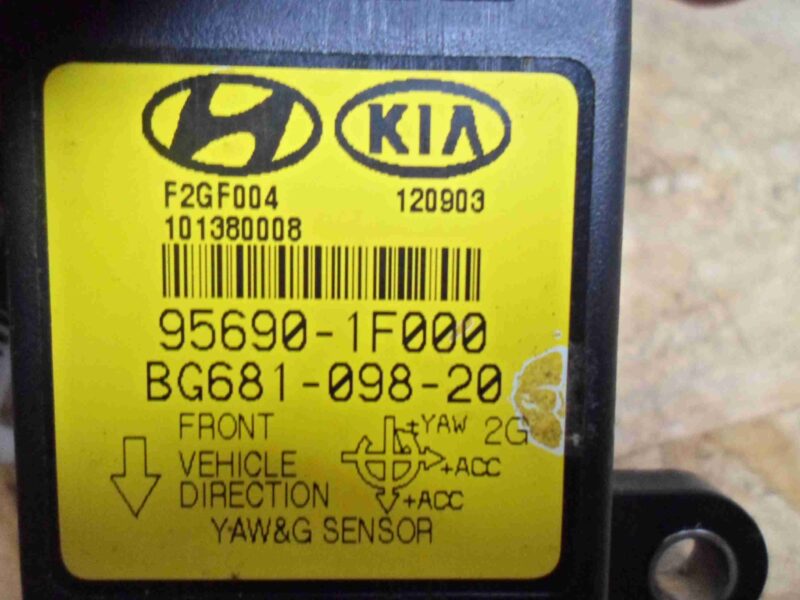 H KIA
F2GF004 120903
101380008
95690-1F000
BG681-098-20
FRONT +YAW 2G
VEHICLE +ACC
DIRECTION +ACC
YAW&G SENSOR